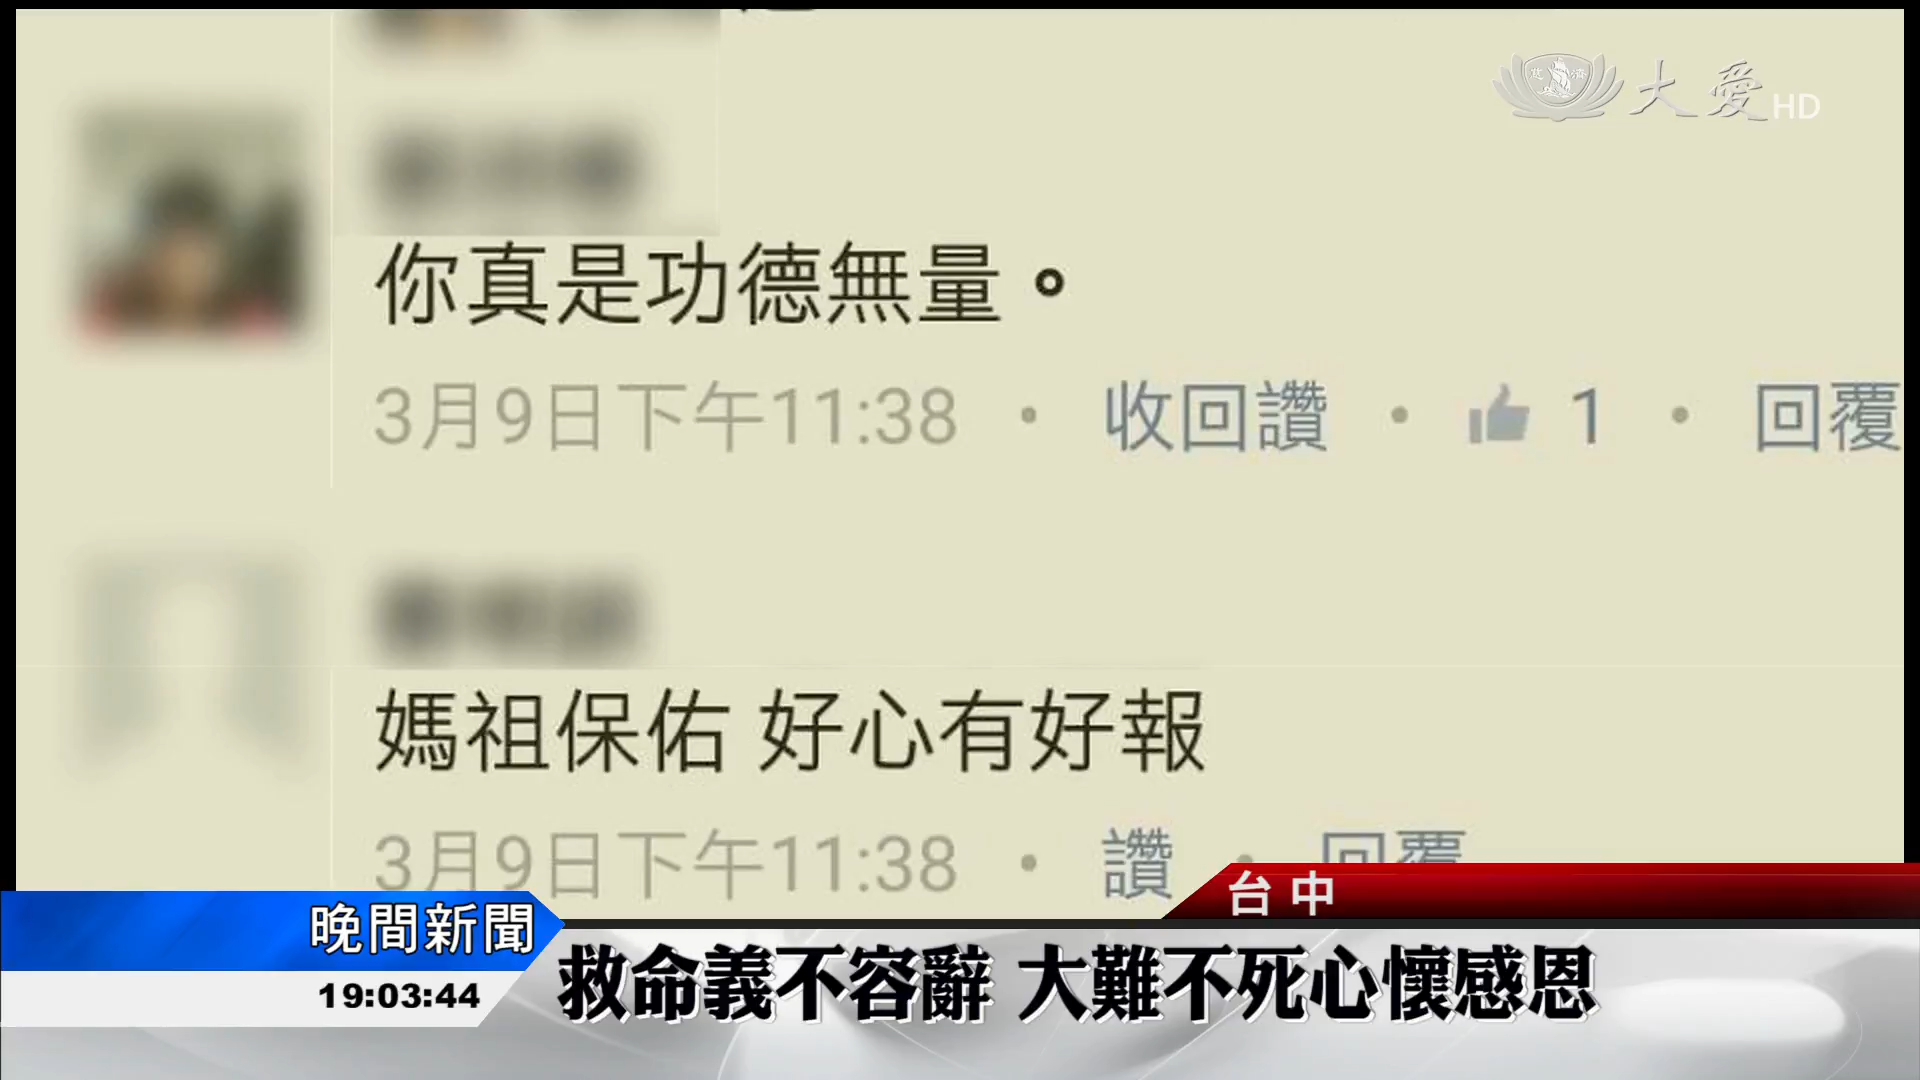 大愛HD
你真是功德無量。
3月9日下午11:38 • 收回讚 • 1 • 回覆
媽祖保佑 好心有好報
3月9日下午11:38 • 讚 • 回覆
台中
晚間新聞
救命義不容辭 大難不死心懷感恩
19:03:44